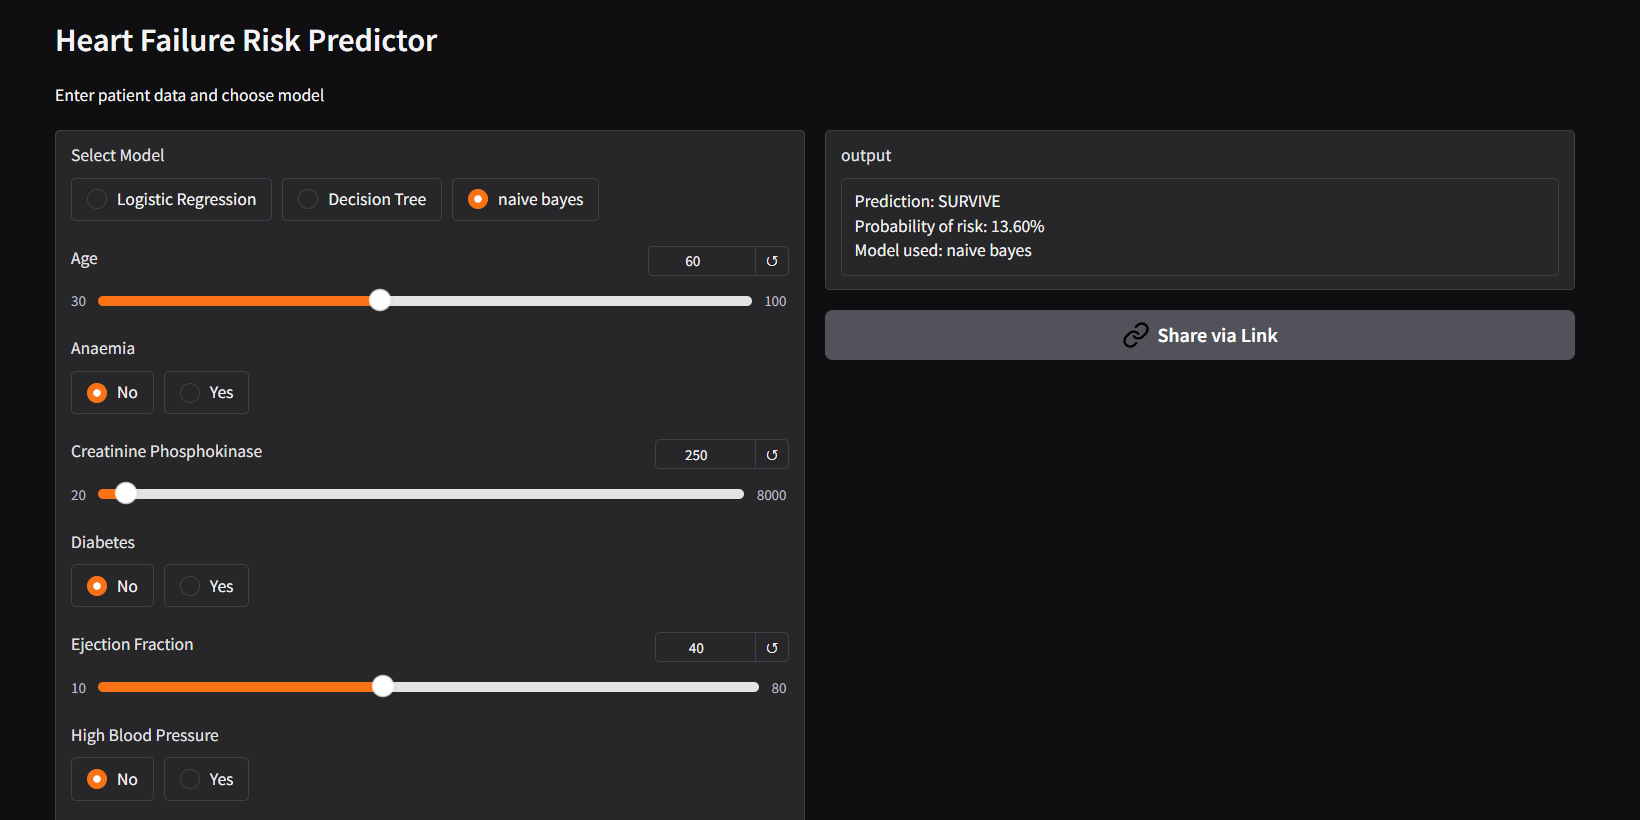 Heart Failure Risk Predictor
Enter patient data and choose model
Select Model
Logistic Regression Decision Tree naive bayes
Age 60 ↺
30 100
Anaemia
No Yes
Creatinine Phosphokinase 250 ↺
20 8000
Diabetes
No Yes
Ejection Fraction 40 ↺
10 80
High Blood Pressure
No Yes
output
Prediction: SURVIVE
Probability of risk: 13.60%
Model used: naive bayes
Share via Link